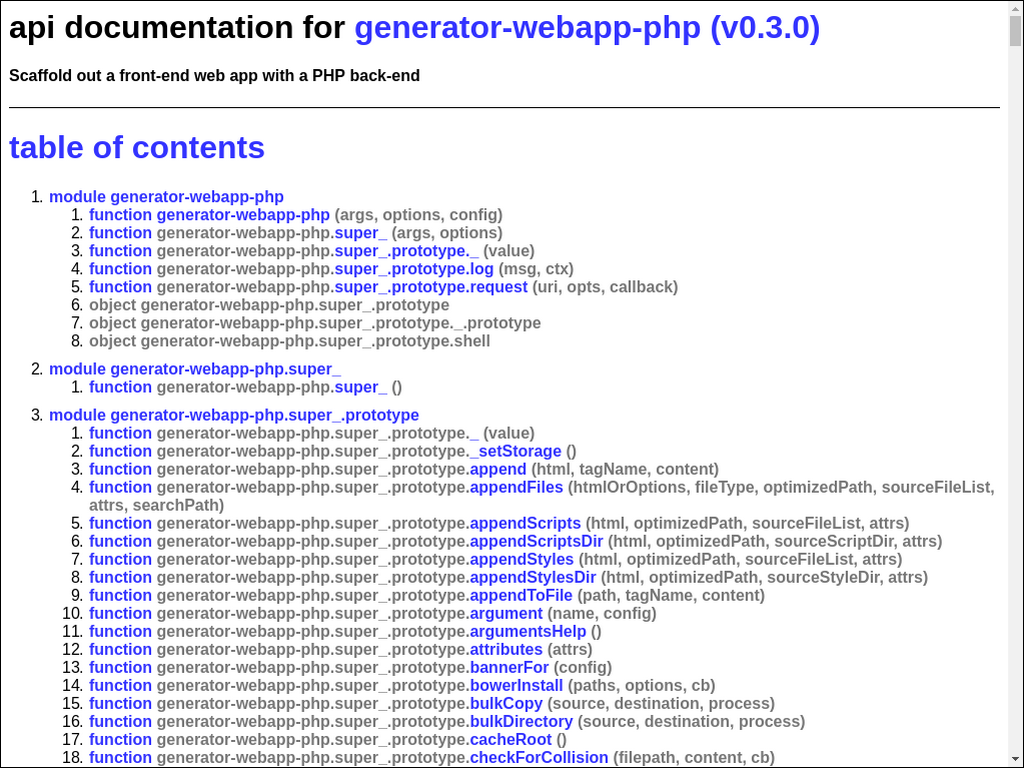 api documentation for generator-webapp-php (v0.3.0)
Scaffold out a front-end web app with a PHP back-end
table of contents
1. module generator-webapp-php
1. function generator-webapp-php (args, options, config)
2. function generator-webapp-php.super_ (args, options)
3. function generator-webapp-php.super_.prototype._ (value)
4. function generator-webapp-php.super_.prototype.log (msg, ctx)
5. function generator-webapp-php.super_.prototype.request (uri, opts, callback)
6. object generator-webapp-php.super_.prototype
7. object generator-webapp-php.super_.prototype._.prototype
8. object generator-webapp-php.super_.prototype.shell
2. module generator-webapp-php.super_
1. function generator-webapp-php.super_ ()
3. module generator-webapp-php.super_.prototype
1. function generator-webapp-php.super_.prototype._ (value)
2. function generator-webapp-php.super_.prototype._setStorage ()
3. function generator-webapp-php.super_.prototype.append (html, tagName, content)
4. function generator-webapp-php.super_.prototype.appendFiles (htmlOrOptions, fileType, optimizedPath, sourceFileList,
attrs, searchPath)
5. function generator-webapp-php.super_.prototype.appendScripts (html, optimizedPath, sourceFileList, attrs)
6. function generator-webapp-php.super_.prototype.appendScriptsDir (html, optimizedPath, sourceScriptDir, attrs)
7. function generator-webapp-php.super_.prototype.appendStyles (html, optimizedPath, sourceFileList, attrs)
8. function generator-webapp-php.super_.prototype.appendStylesDir (html, optimizedPath, sourceStyleDir, attrs)
9. function generator-webapp-php.super_.prototype.appendToFile (path, tagName, content)
10. function generator-webapp-php.super_.prototype.argument (name, config)
11. function generator-webapp-php.super_.prototype.argumentsHelp ()
12. function generator-webapp-php.super_.prototype.attributes (attrs)
13. function generator-webapp-php.super_.prototype.bannerFor (config)
14. function generator-webapp-php.super_.prototype.bowerInstall (paths, options, cb)
15. function generator-webapp-php.super_.prototype.bulkCopy (source, destination, process)
16. function generator-webapp-php.super_.prototype.bulkDirectory (source, destination, process)
17. function generator-webapp-php.super_.prototype.cacheRoot ()
18. function generator-webapp-php.super_.prototype.checkForCollision (filepath, content, cb)